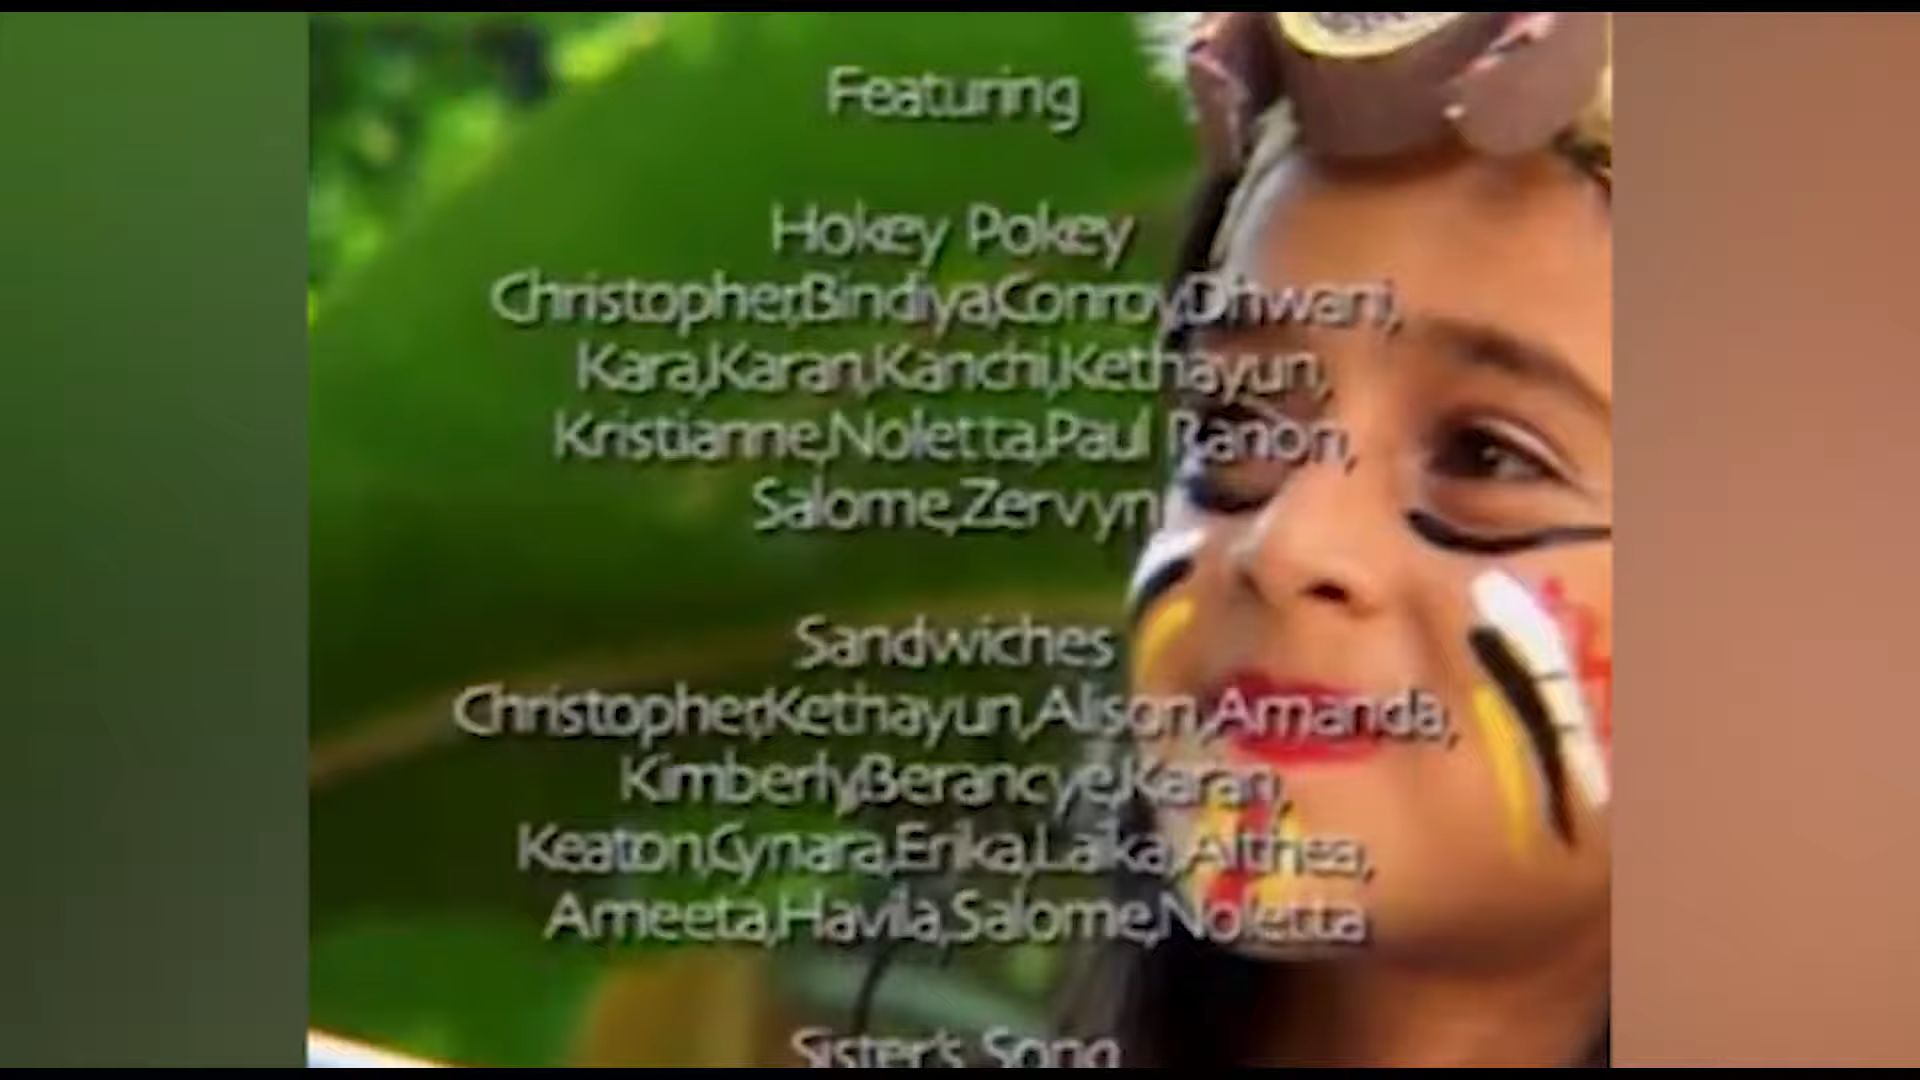 Featuring
Hokey Pokey
Christopher,Bindiya,Conroy,Dhwani,
Kara,Karan,Kanchi,Kethayun,
Kristianne,Noletta,Paul Ranon,
Salome,Zervyn
Sandwiches
Christopher,Kethayun,Alison,Amanda,
Kimberly,Berancye,Karan,
Keaton,Cynara,Erika,Laika,Althea,
Ameeta,Havila,Salome,Noletta
Sister's Song